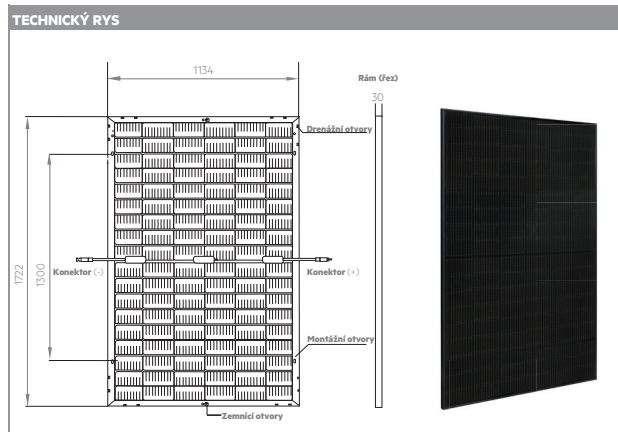 TECHNICKÝ RYS
1134
Rám (řez)
30
Drenážní otvory
1722
1300
Konektor (-)
Konektor (+)
Montážní otvory
Zemnící otvory